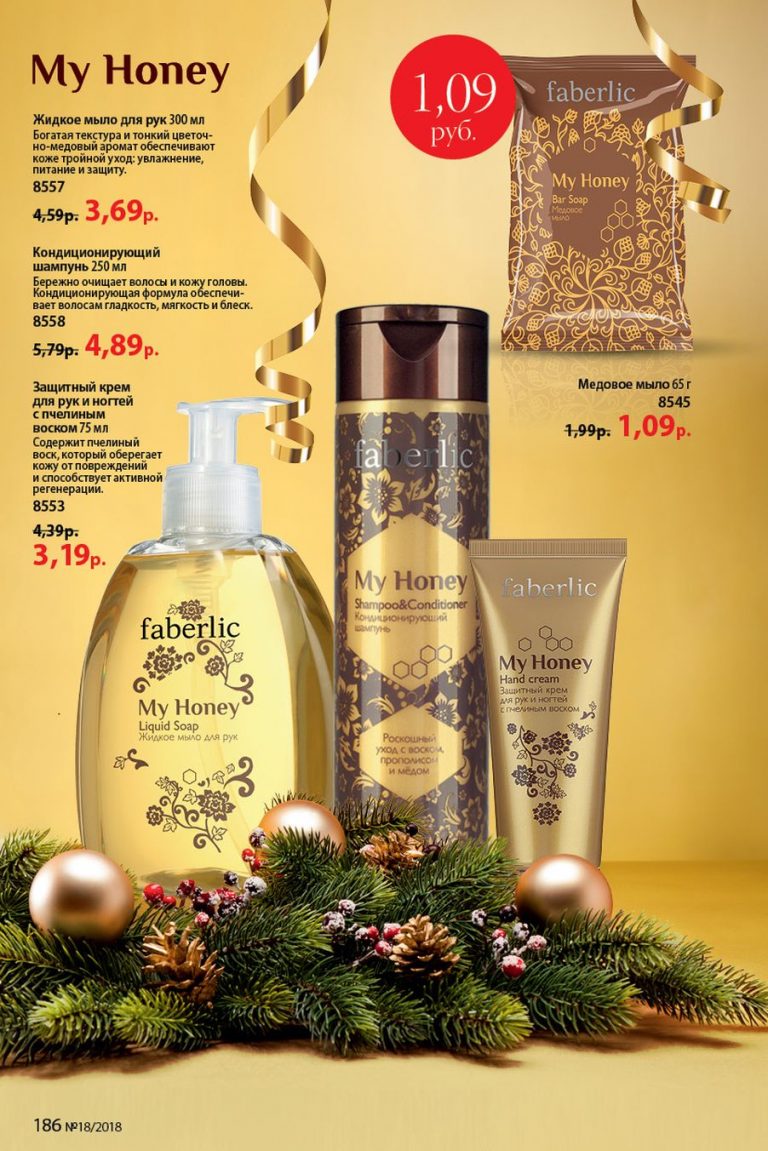 My Honey
Жидкое мыло для рук 300 мл
Богатая текстура и тонкий цветоч-
но-медовый аромат обеспечивают
коже тройной уход: увлажнение,
питание и защиту.
8557
4,59р. 3,69р.
Кондиционирующий
шампунь 250 мл
Бережно очищает волосы и кожу головы.
Кондиционирующая формула обеспечи-
вает волосам гладкость, мягкость и блеск.
8558
5,79р. 4,89р.
Защитный крем
для рук и ногтей
с пчелиным
воском 75 мл
Содержит пчелиный
воск, который оберегает
кожу от повреждений
и способствует активной
регенерации.
8553
4,39р.
3,19р.
1,09
руб.
faberlic
My Honey
Bar Soap
Медовое
мыло
Медовое мыло 65 г
8545
1,99р. 1,09р.
faberlic
My Honey
Liquid Soap
Жидкое мыло для рук
faberlic
My Honey
Shampoo&Conditioner
Кондиционирующий
шампунь
Роскошный
уход с воском,
прополисом
и мёдом
faberlic
My Honey
Hand cream
Защитный крем
для рук и ногтей
с пчелиным воском
186 №18/2018